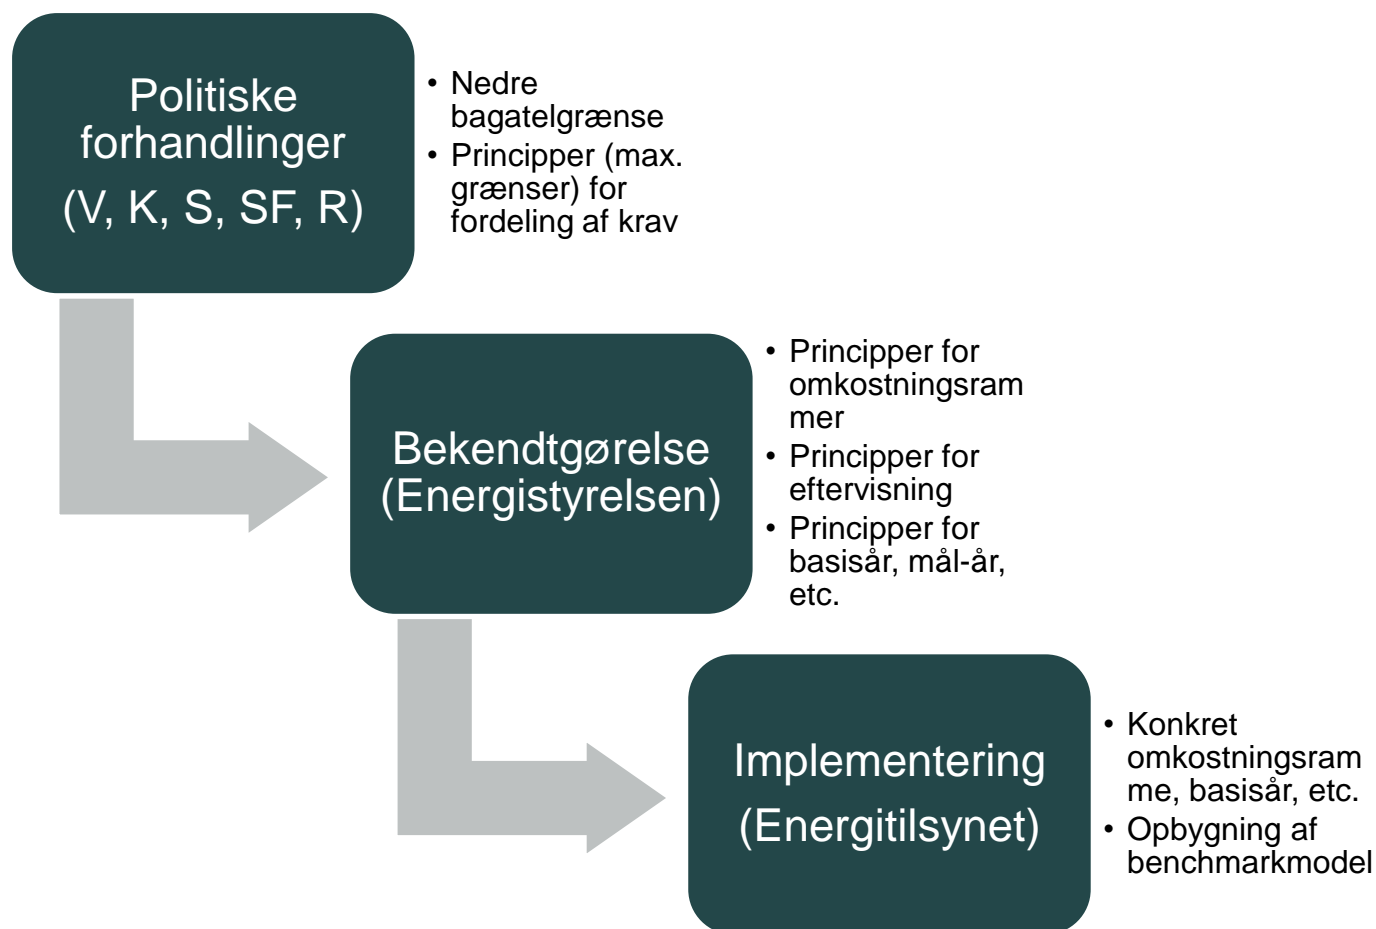 Politiske
forhandlinger
(V, K, S, SF, R)
• Nedre
bagatelgrænse
• Principper (max.
grænser) for
fordeling af krav
Bekendtgørelse
(Energistyrelsen)
• Principper for
omkostningsram
mer
• Principper for
eftervisning
• Principper for
basisår, mål-år,
etc.
Implementering
(Energitilsynet)
• Konkret
omkostningsram
me, basisår, etc.
• Opbygning af
benchmarkmodel